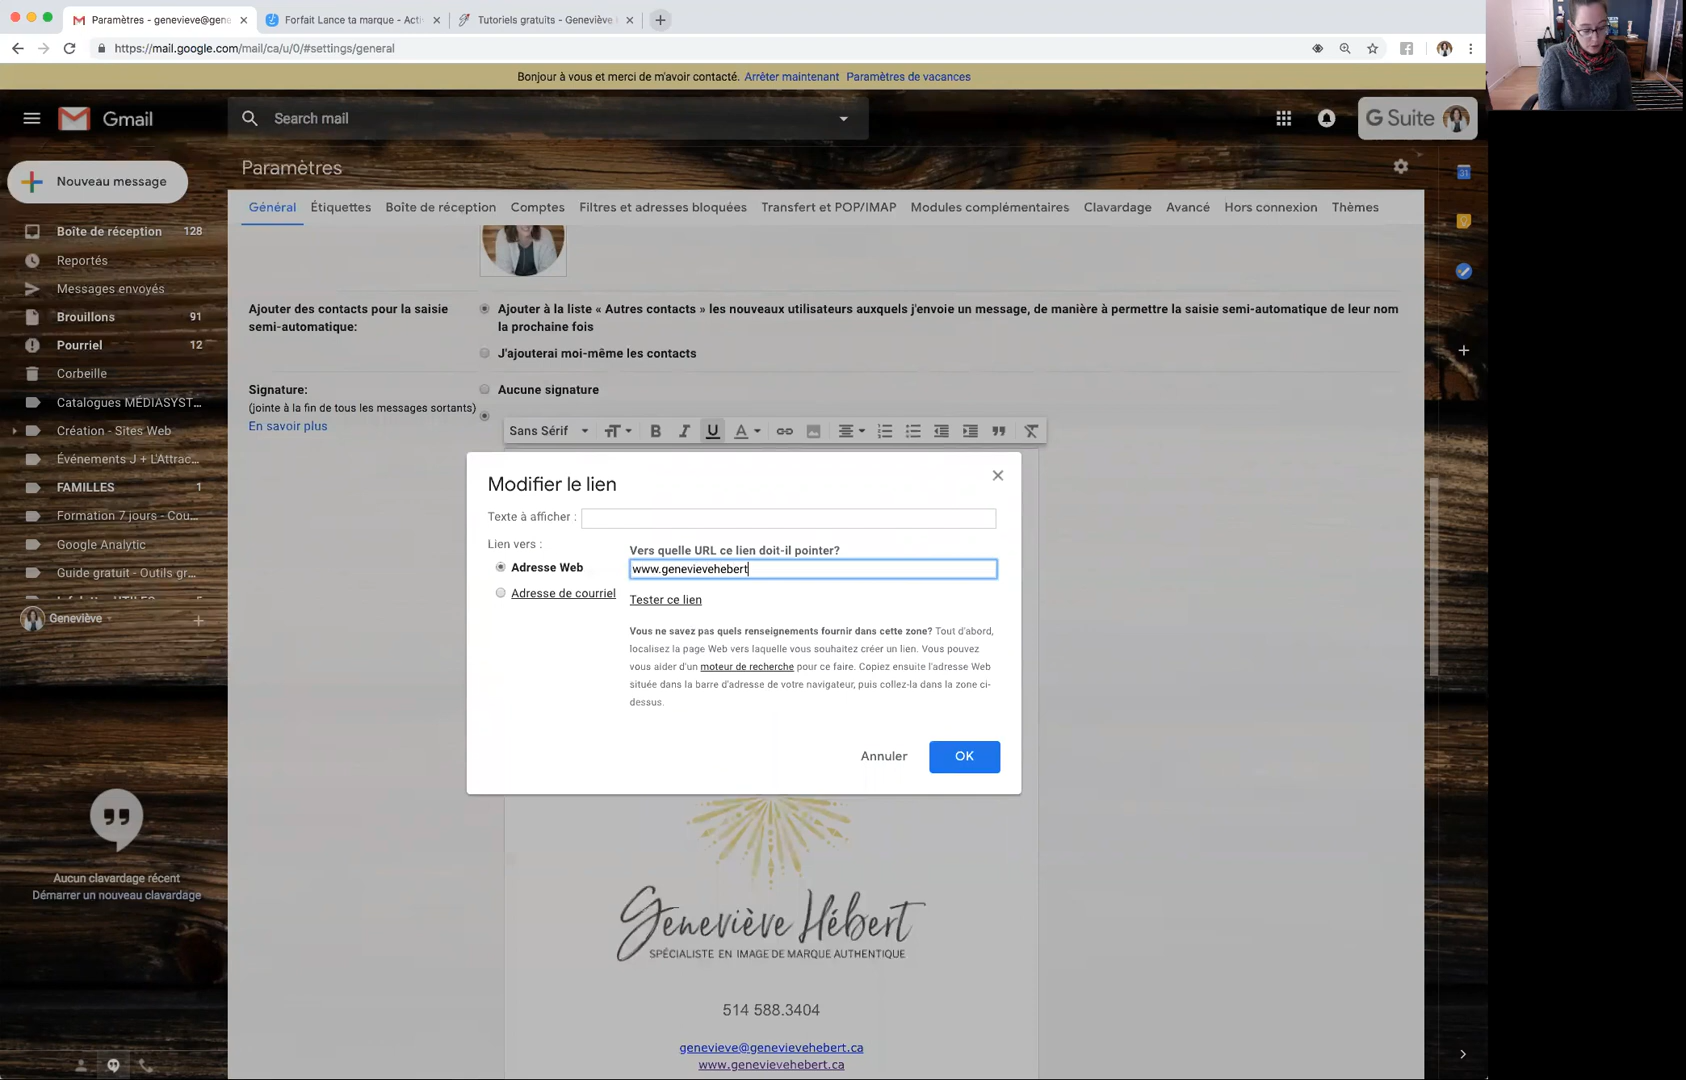 Paramètres - genevieve@gene
Forfait Lance ta marque - Acti
Tutoriels gratuits - Geneviève
https://mail.google.com/mail/ca/u/0/#settings/general
Bonjour à vous et merci de m'avoir contacté. Arrêter maintenant Paramètres de vacances
Gmail
Search mail
G Suite
Nouveau message
Paramètres
Général Étiquettes Boîte de réception Comptes Filtres et adresses bloquées Transfert et POP/IMAP Modules complémentaires Clavardage Avancé Hors connexion Thèmes
Boîte de réception 128
Reportés
Messages envoyés
Brouillons 91
Pourriel 12
Corbeille
Catalogues MÉDIASYST...
Création - Sites Web
Événements J + L'Attrac...
FAMILLES 1
Formation 7 jours - Cou...
Google Analytic
Guide gratuit - Outils gr...
Geneviève
Aucun clavardage récent
Démarrer un nouveau clavardage
Ajouter des contacts pour la saisie
semi-automatique:
Ajouter à la liste « Autres contacts » les nouveaux utilisateurs auxquels j'envoie un message, de manière à permettre la saisie semi-automatique de leur nom
la prochaine fois
J'ajouterai moi-même les contacts
Signature:
(jointe à la fin de tous les messages sortants)
En savoir plus
Aucune signature
Sans Sérif
Modifier le lien
Texte à afficher :
Lien vers :
Adresse Web
Adresse de courriel
Vers quelle URL ce lien doit-il pointer?
www.genevievehebert
Tester ce lien
Vous ne savez pas quels renseignements fournir dans cette zone? Tout d'abord,
localisez la page Web vers laquelle vous souhaitez créer un lien. Vous pouvez
vous aider d'un moteur de recherche pour ce faire. Copiez ensuite l'adresse Web
située dans la barre d'adresse de votre navigateur, puis collez-la dans la zone ci-
dessus.
Annuler OK
Geneviève Hébert
SPÉCIALISTE EN IMAGE DE MARQUE AUTHENTIQUE
514 588.3404
genevieve@genevievehebert.ca
www.genevievehebert.ca